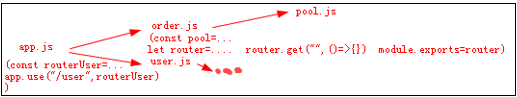 pool.js
order.js
(const pool=...
app.js
let router=.... router.get("", ()=>{}) module.exports=router)
(const routerUser=...
user.js
app.use("/user", routerUser)
)